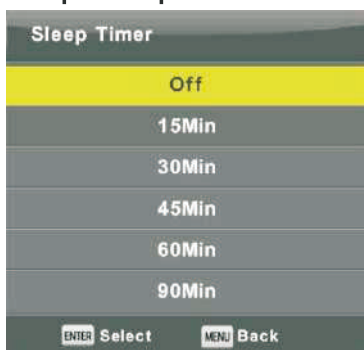 Sleep Timer
Off
15Min
30Min
45Min
60Min
90Min
ENTER Select MENU Back